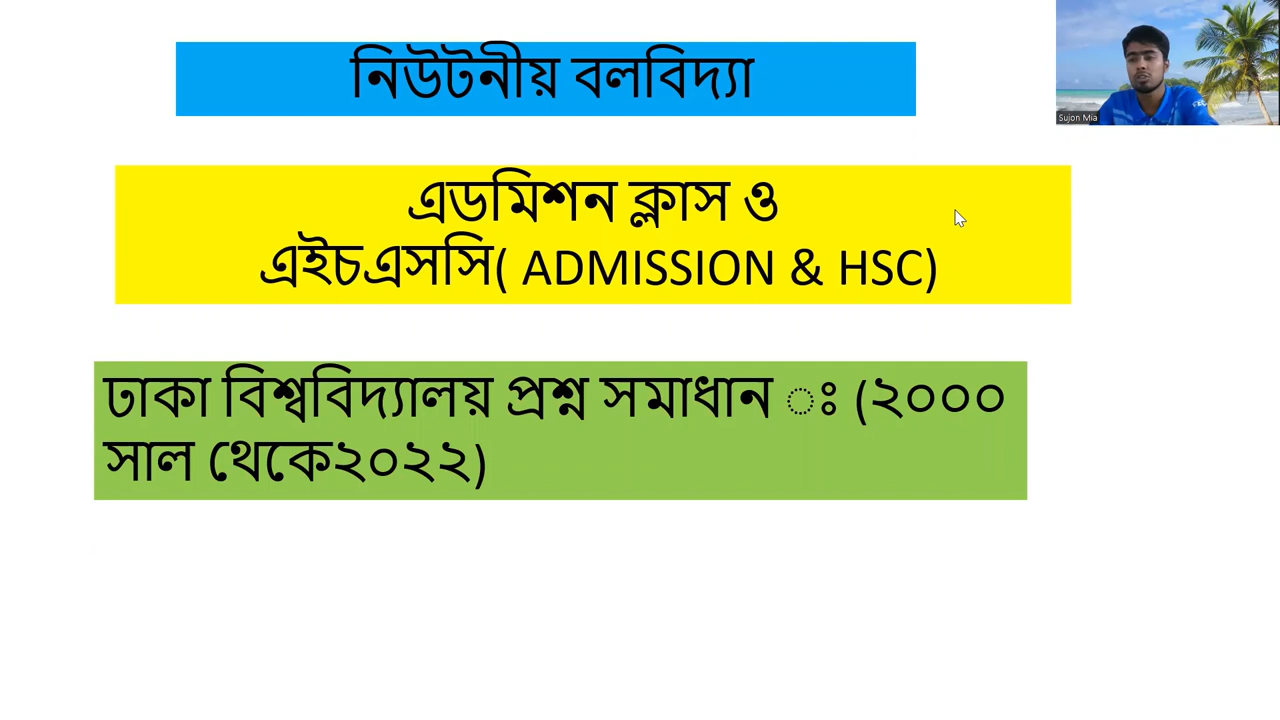 নিউটনীয় বলবিদ্যা
Sujon Mia
এডমিশন ক্লাস ও
এইচএসসি( ADMISSION & HSC)
ঢাকা বিশ্ববিদ্যালয় প্রশ্ন সমাধান ঃ (২০০০
সাল থেকে২০২২)